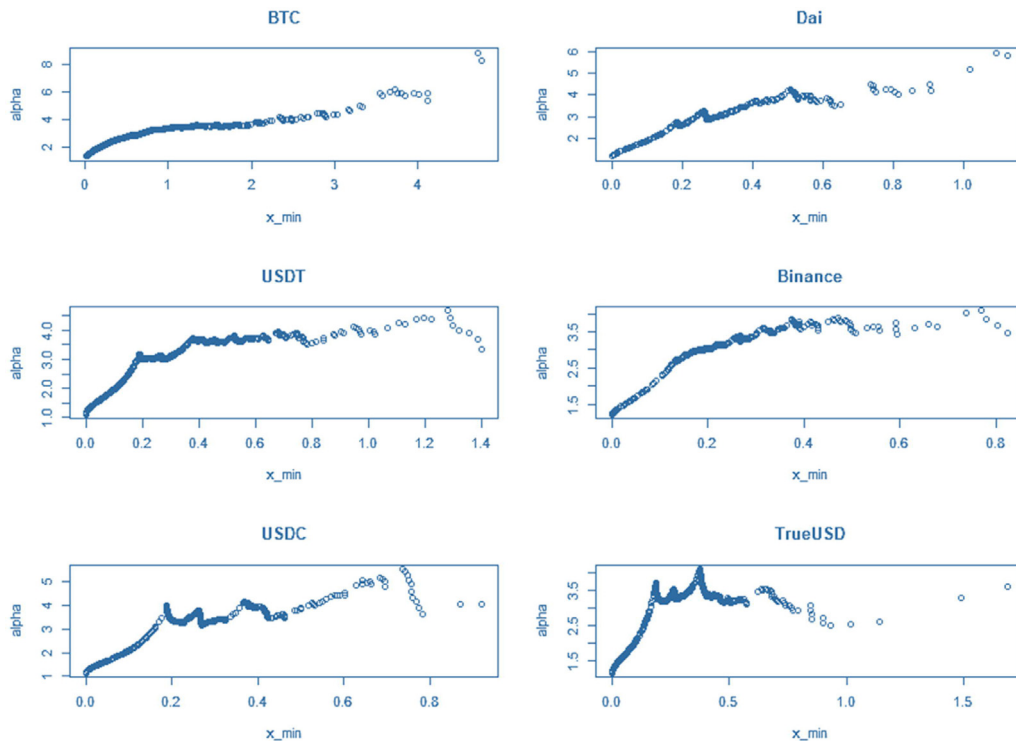 BTC
alpha
8
6
4
2
0 1 2 3 4
x_min
Dai
alpha
6
5
4
3
2
0.0 0.2 0.4 0.6 0.8 1.0
x_min
USDT
alpha
4.0
3.0
2.0
1.0
0.0 0.2 0.4 0.6 0.8 1.0 1.2 1.4
x_min
Binance
alpha
3.5
2.5
1.5
0.0 0.2 0.4 0.6 0.8
x_min
USDC
alpha
5
4
3
2
1
0.0 0.2 0.4 0.6 0.8
x_min
TrueUSD
alpha
3.5
2.5
1.5
0.0 0.5 1.0 1.5
x_min